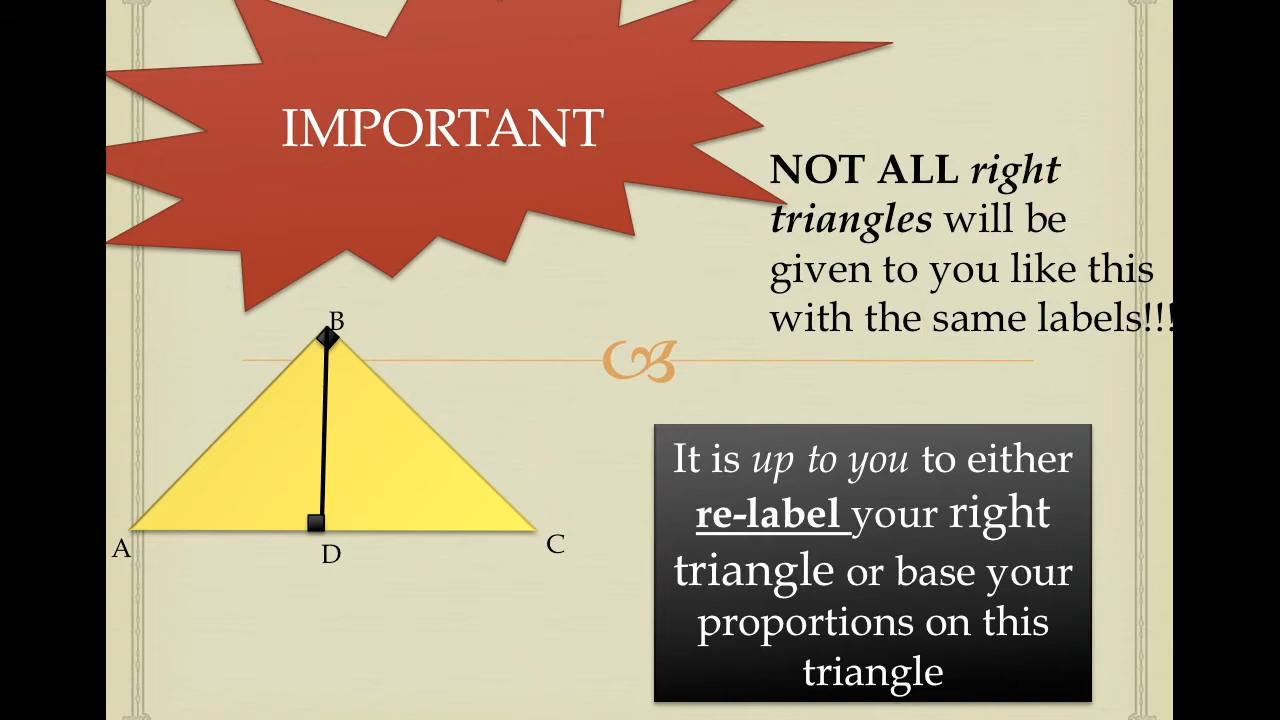 IMPORTANT
NOT ALL right
triangles will be
given to you like this
with the same labels!!!
B
A
D
C
It is up to you to either
re-label your right
triangle or base your
proportions on this
triangle